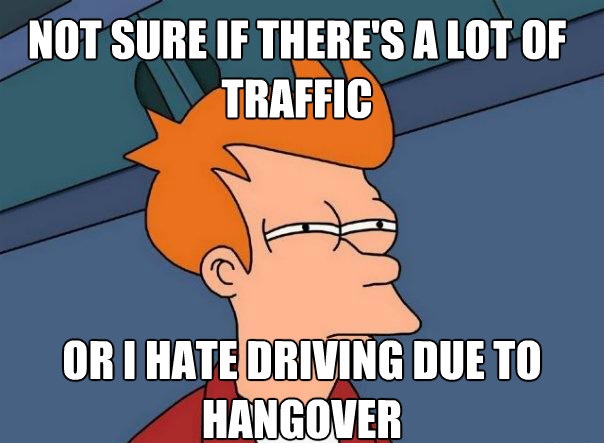 NOT SURE IF THERE'S A LOT OF
TRAFFIC
OR I HATE DRIVING DUE TO
HANGOVER